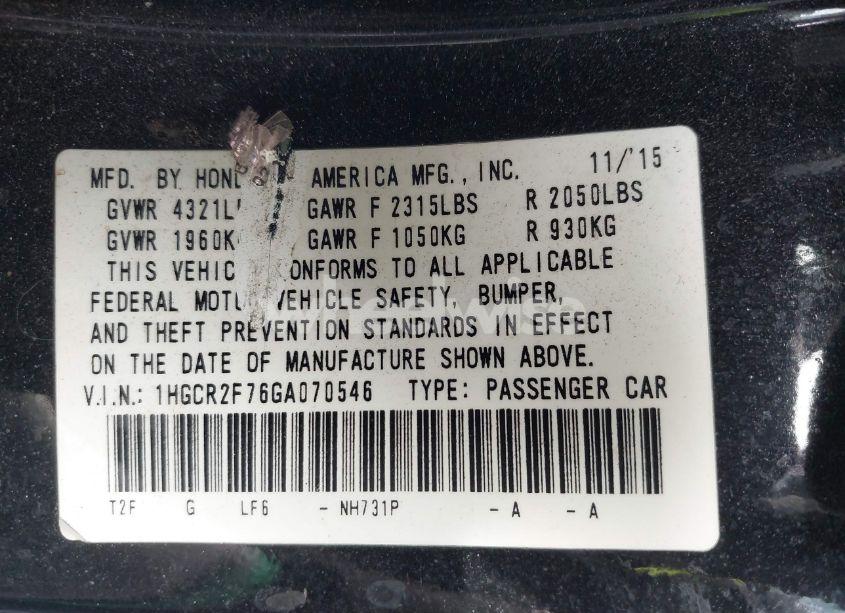 MFD. BY HON AMERICA MFG., INC. 11/'15
GVWR 4321L GAWR F 2315LBS R 2050LBS
GVWR 1960K GAWR F 1050KG R 930KG
THIS VEHIC ONFORMS TO ALL APPLICABLE
FEDERAL MOTO VEHICLE SAFETY, BUMPER,
AND THEFT PREVENTION STANDARDS IN EFFECT
ON THE DATE OF MANUFACTURE SHOWN ABOVE.
V.I.N.: 1HGCR2F76GA070546 TYPE: PASSENGER CAR
T2F G LF6 - NH731P - A - A